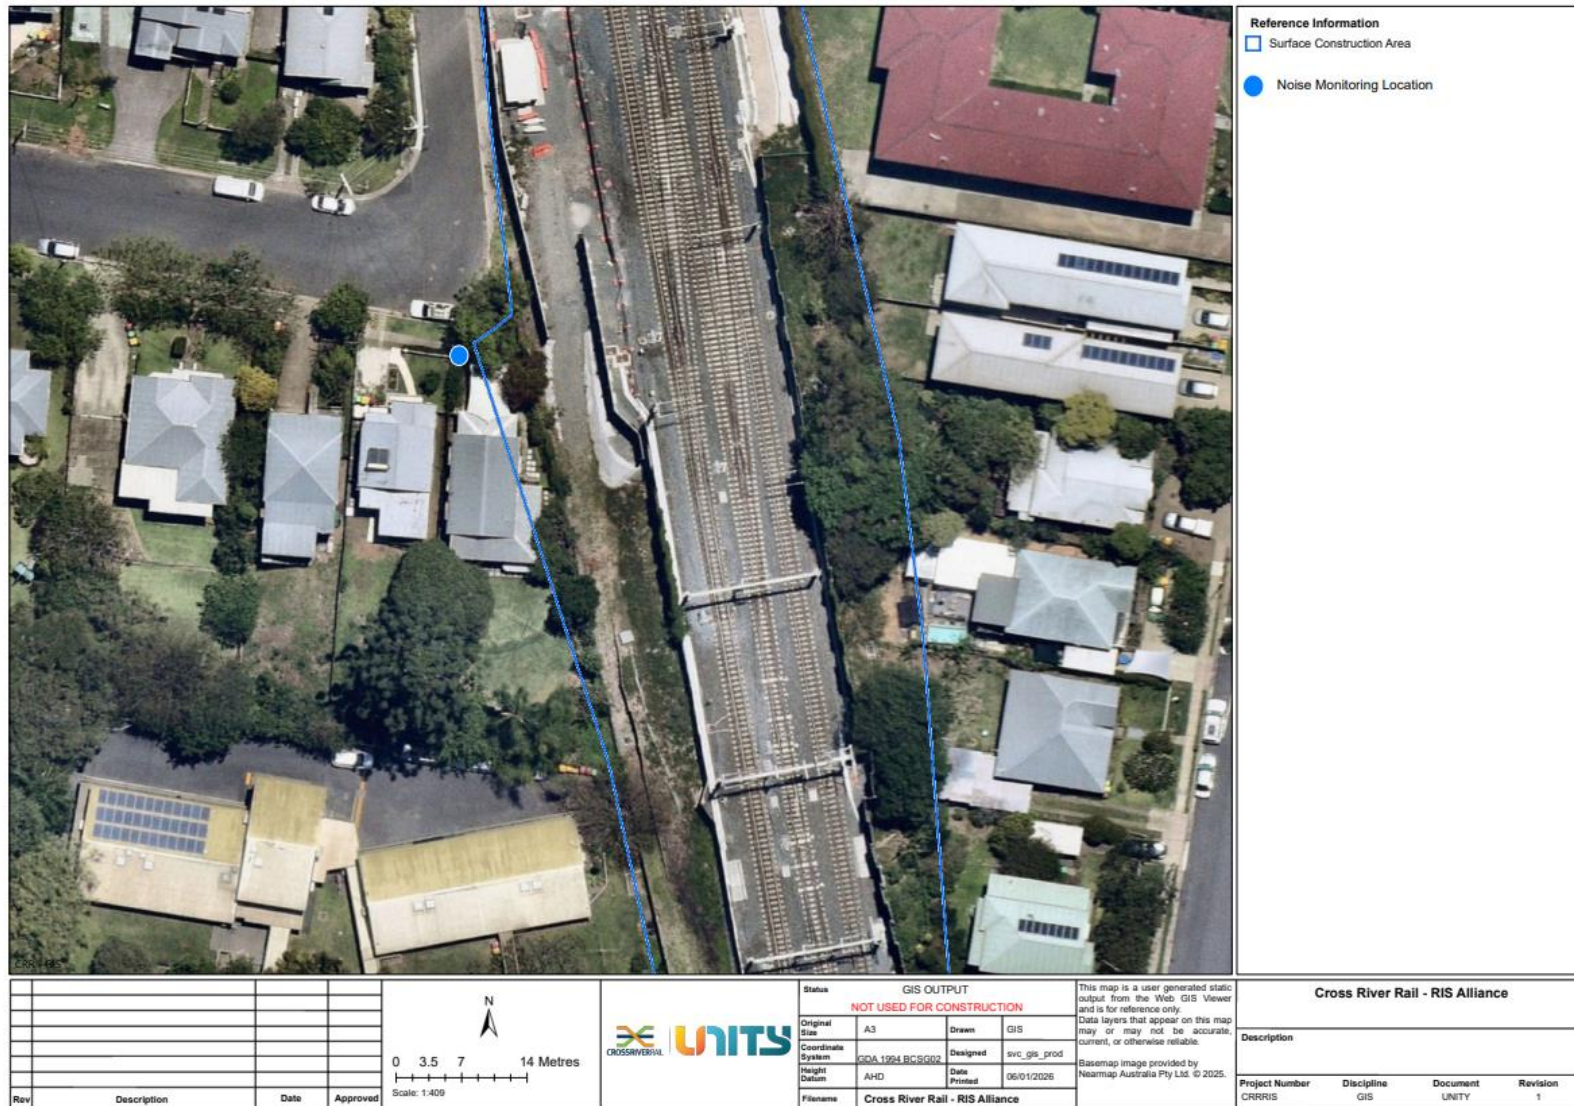 Reference Information
Surface Construction Area
Noise Monitoring Location
CRR - GIS
N
0 3.5 7 14 Metres
Scale: 1:409
Rev Description Date Approved
CROSSRIVERRAIL
UNITY
Status GIS OUTPUT
NOT USED FOR CONSTRUCTION
Original Size A3 Drawn GIS
Coordinate System GDA 1994 BCSG02 Designed svc_gis_prod
Height Datum AHD Date Printed 06/01/2026
Filename Cross River Rail - RIS Alliance
This map is a user generated static
output from the Web GIS Viewer
and is for reference only.
Data layers that appear on this map
may or may not be accurate,
current, or otherwise reliable.
Basemap image provided by
Nearmap Australia Pty Ltd. © 2025.
Cross River Rail - RIS Alliance
Description
Project Number Discipline Document Revision
CRRRIS GIS UNITY 1